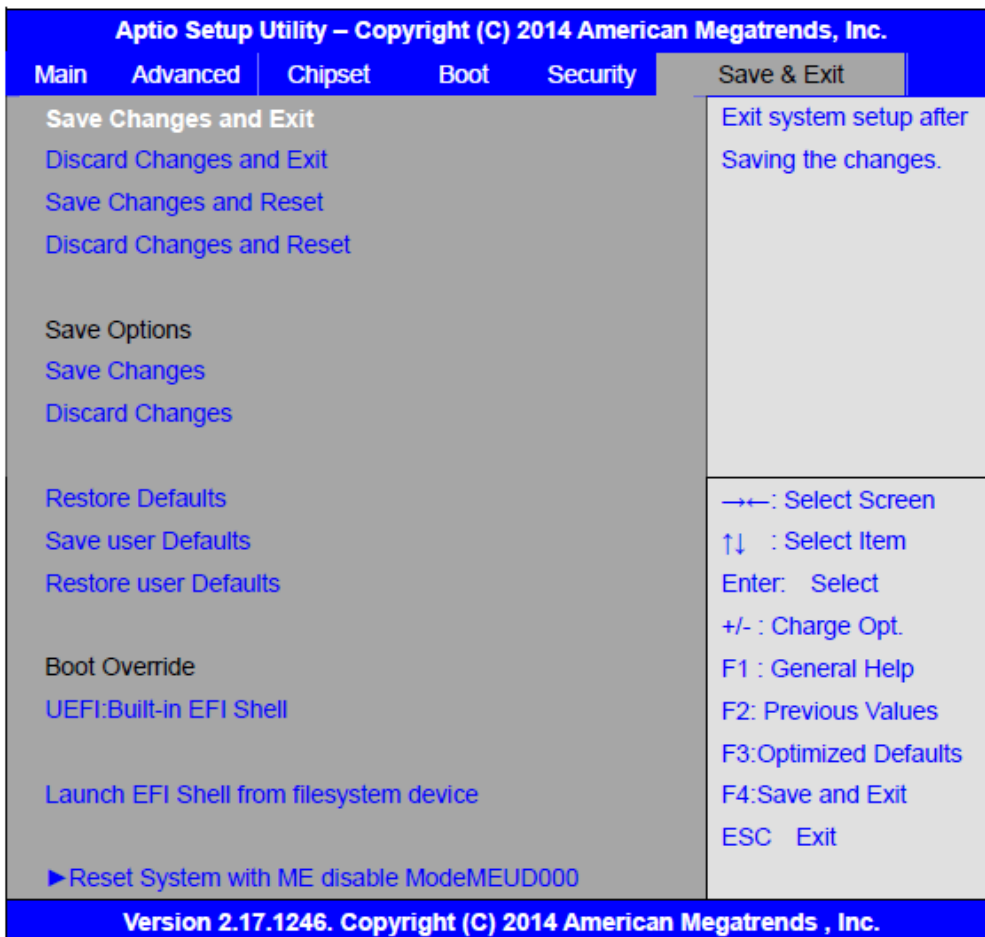 Aptio Setup Utility – Copyright (C) 2014 American Megatrends, Inc.
Main Advanced Chipset Boot Security Save & Exit
Save Changes and Exit
Discard Changes and Exit
Save Changes and Reset
Discard Changes and Reset
Save Options
Save Changes
Discard Changes
Restore Defaults
Save user Defaults
Restore user Defaults
Boot Override
UEFI:Built-in EFI Shell
Launch EFI Shell from filesystem device
►Reset System with ME disable ModeMEUD000
Exit system setup after
Saving the changes.
→←: Select Screen
↑↓ : Select Item
Enter: Select
+/- : Charge Opt.
F1 : General Help
F2: Previous Values
F3:Optimized Defaults
F4:Save and Exit
ESC Exit
Version 2.17.1246. Copyright (C) 2014 American Megatrends , Inc.